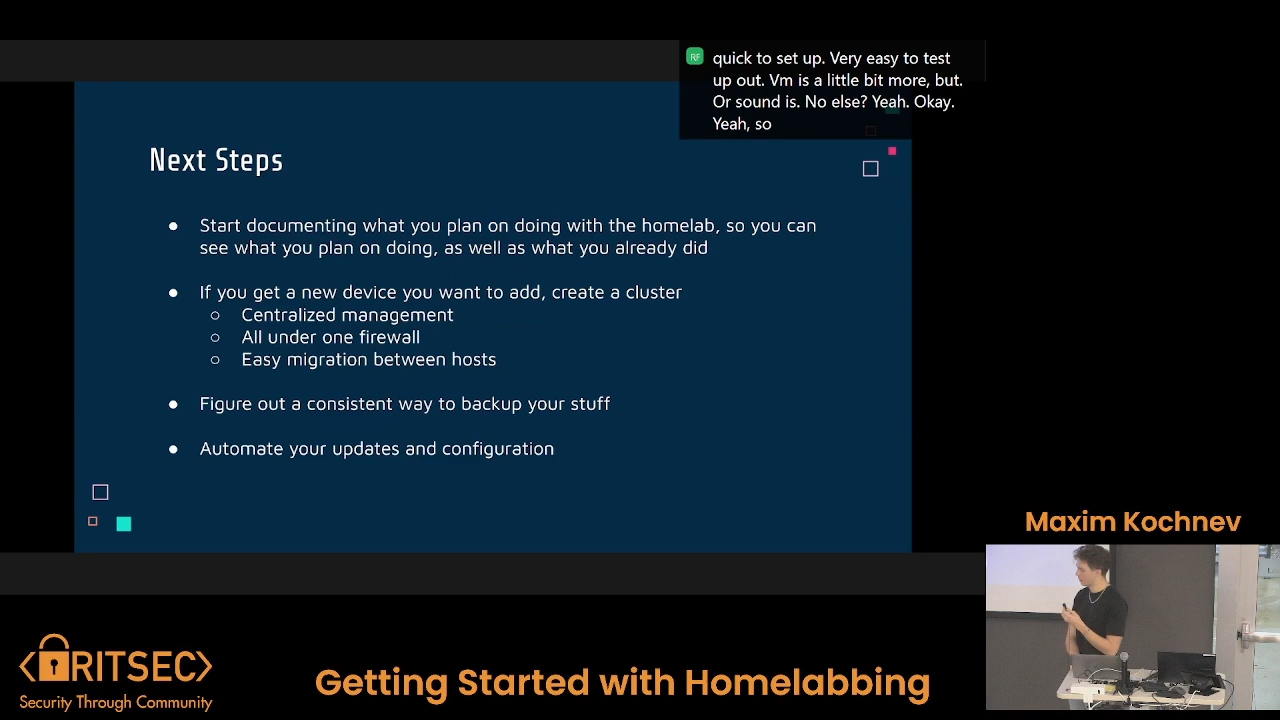 RF
quick to set up. Very easy to test
up out. Vm is a little bit more, but.
Or sound is. No else? Yeah. Okay.
Yeah, so
Next Steps
● Start documenting what you plan on doing with the homelab, so you can
see what you plan on doing, as well as what you already did
● If you get a new device you want to add, create a cluster
○ Centralized management
○ All under one firewall
○ Easy migration between hosts
● Figure out a consistent way to backup your stuff
● Automate your updates and configuration
Maxim Kochnev
RITSEC
Security Through Community
Getting Started with Homelabbing